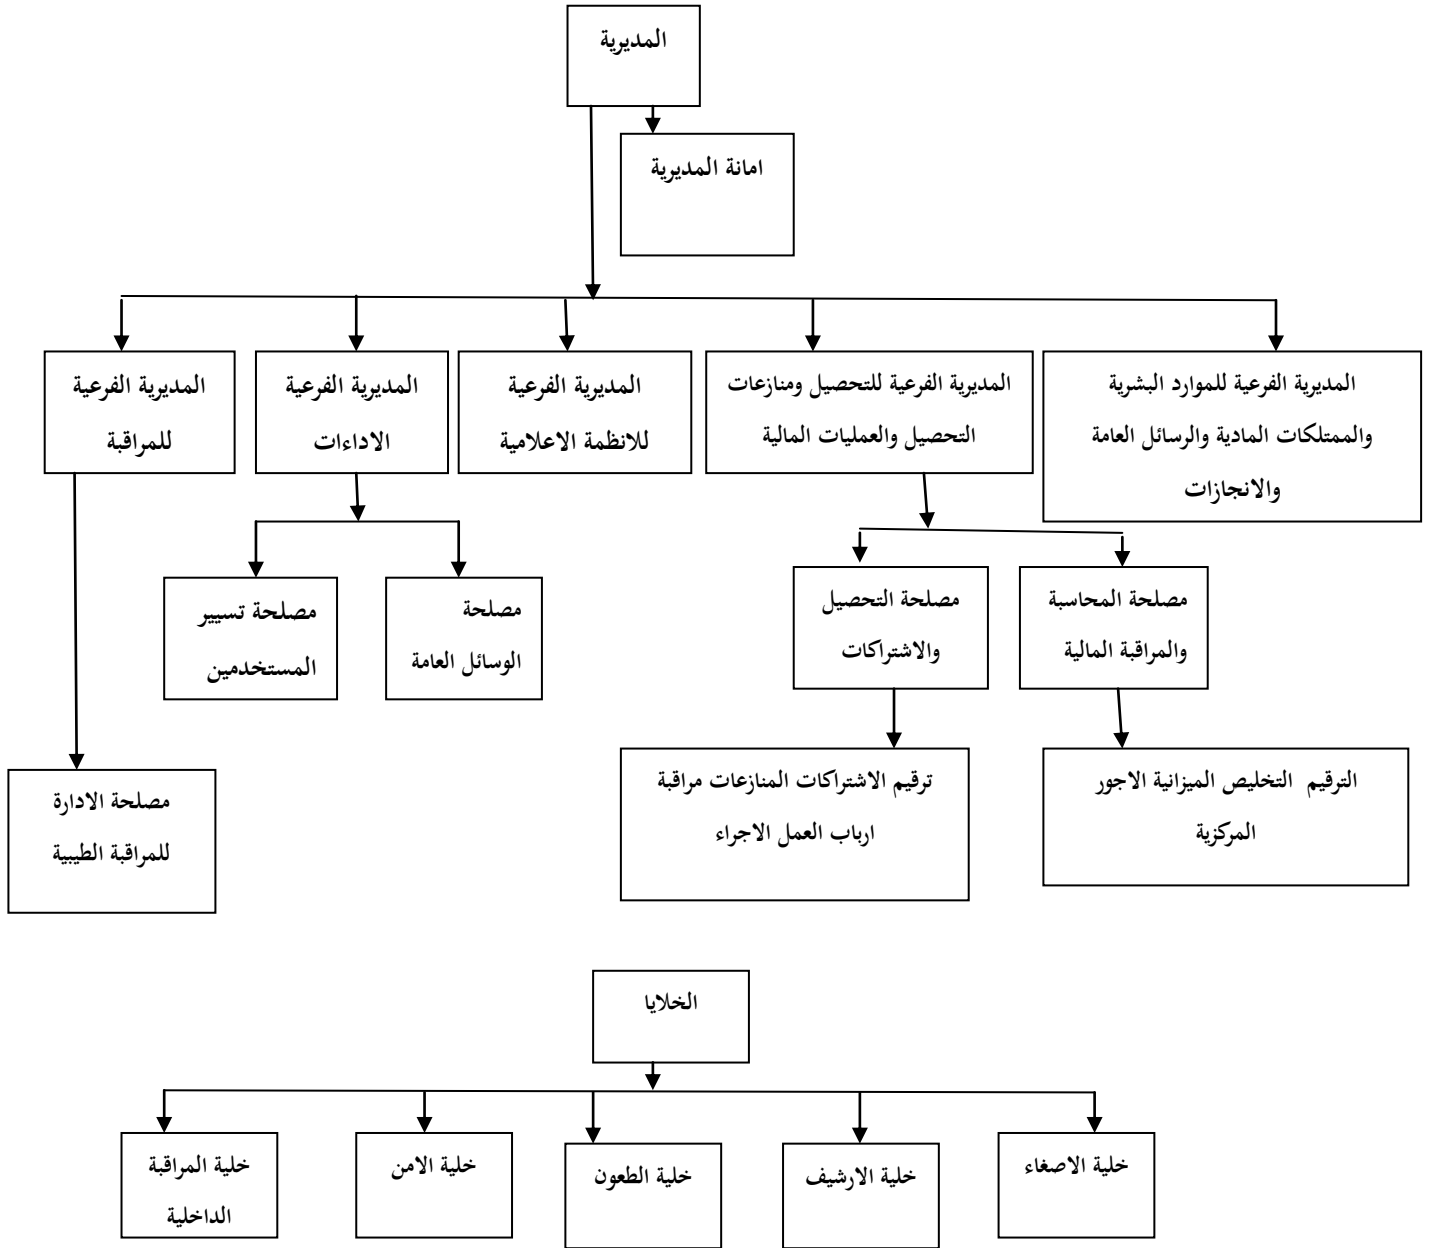 المديرية
امانة المديرية
المديرية الفرعية للموارد البشرية
والممتلكات المادية والرسائل العامة
والانجازات
المديرية الفرعية للتحصيل ومنازعات
التحصيل والعمليات المالية
المديرية الفرعية
للانظمة الاعلامية
المديرية الفرعية
الاداءات
المديرية الفرعية
للمراقبة
مصلحة المحاسبة
والمراقبة المالية
مصلحة التحصيل
والاشتراكات
مصلحة
الوسائل العامة
مصلحة تسيير
المستخدمين
الترقيم التخليص الميزانية الاجور
المركزية
ترقيم الاشتراكات المنازعات مراقبة
ارباب العمل الاجراء
مصلحة الادارة
للمراقبة الطيبية
الخلايا
خلية الاصغاء
خلية الارشيف
خلية الطعون
خلية الامن
خلية المراقبة
الداخلية